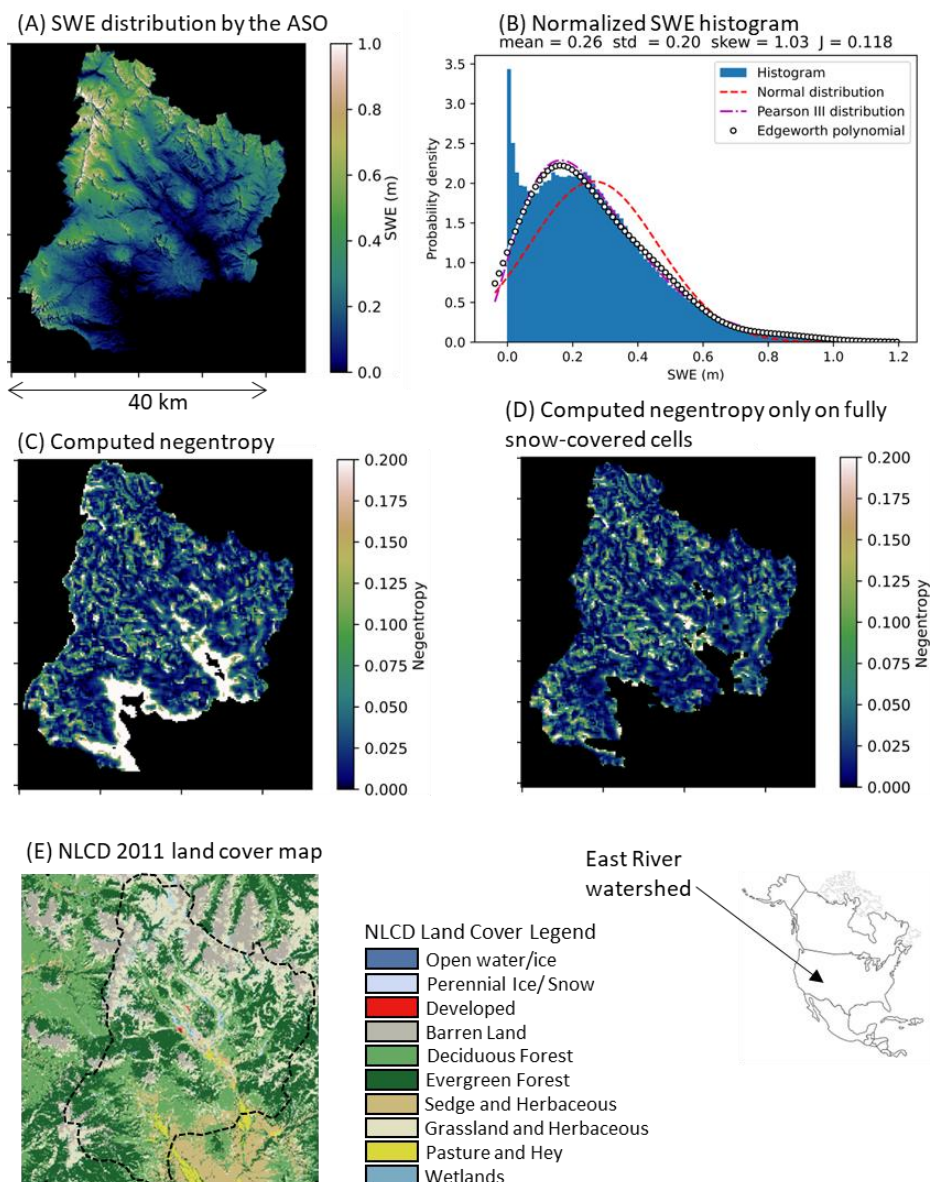 (A) SWE distribution by the ASO
1.0
0.8
0.6
0.4
0.2
0.0
SWE (m)
40 km
(B) Normalized SWE histogram
mean = 0.26 std = 0.20 skew = 1.03 J = 0.118
3.5
3.0
2.5
2.0
1.5
1.0
0.5
0.0
Probability density
Histogram
Normal distribution
Pearson III distribution
Edgeworth polynomial
0.0 0.2 0.4 0.6 0.8 1.0 1.2
SWE (m)
(C) Computed negentropy
0.200
0.175
0.150
0.125
0.100
0.075
0.050
0.025
0.000
Negentropy
(D) Computed negentropy only on fully
snow-covered cells
0.200
0.175
0.150
0.125
0.100
0.075
0.050
0.025
0.000
Negentropy
(E) NLCD 2011 land cover map
NLCD Land Cover Legend
Open water/ice
Perennial Ice/ Snow
Developed
Barren Land
Deciduous Forest
Evergreen Forest
Sedge and Herbaceous
Grassland and Herbaceous
Pasture and Hey
Wetlands
East River
watershed